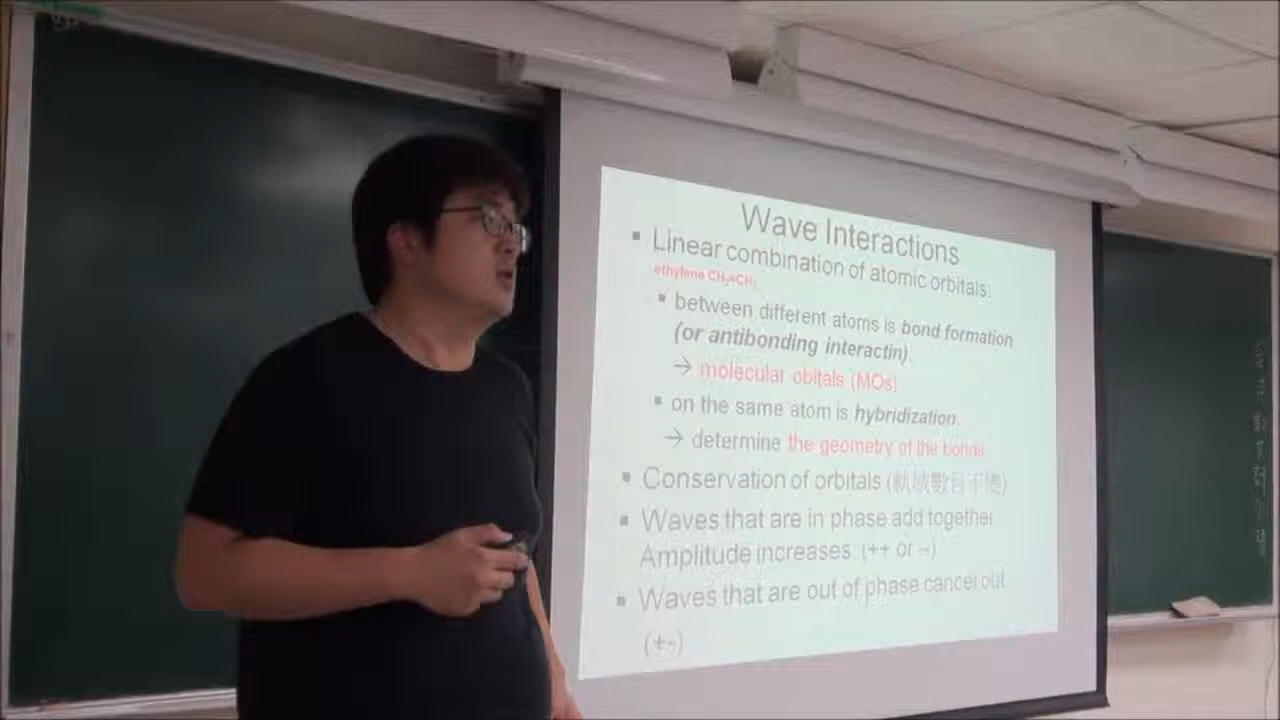 Wave Interactions
▪ Linear combination of atomic orbitals:
ethylene CH₂=CH₂
▪ between different atoms is bond formation
(or antibonding interactin).
→ molecular obitals (MOs)
▪ on the same atom is hybridization.
→ determine the geometry of the bonds
▪ Conservation of orbitals (軌域數目不變)
▪ Waves that are in phase add together
Amplitude increases (++ or --)
▪ Waves that are out of phase cancel out
(+-)